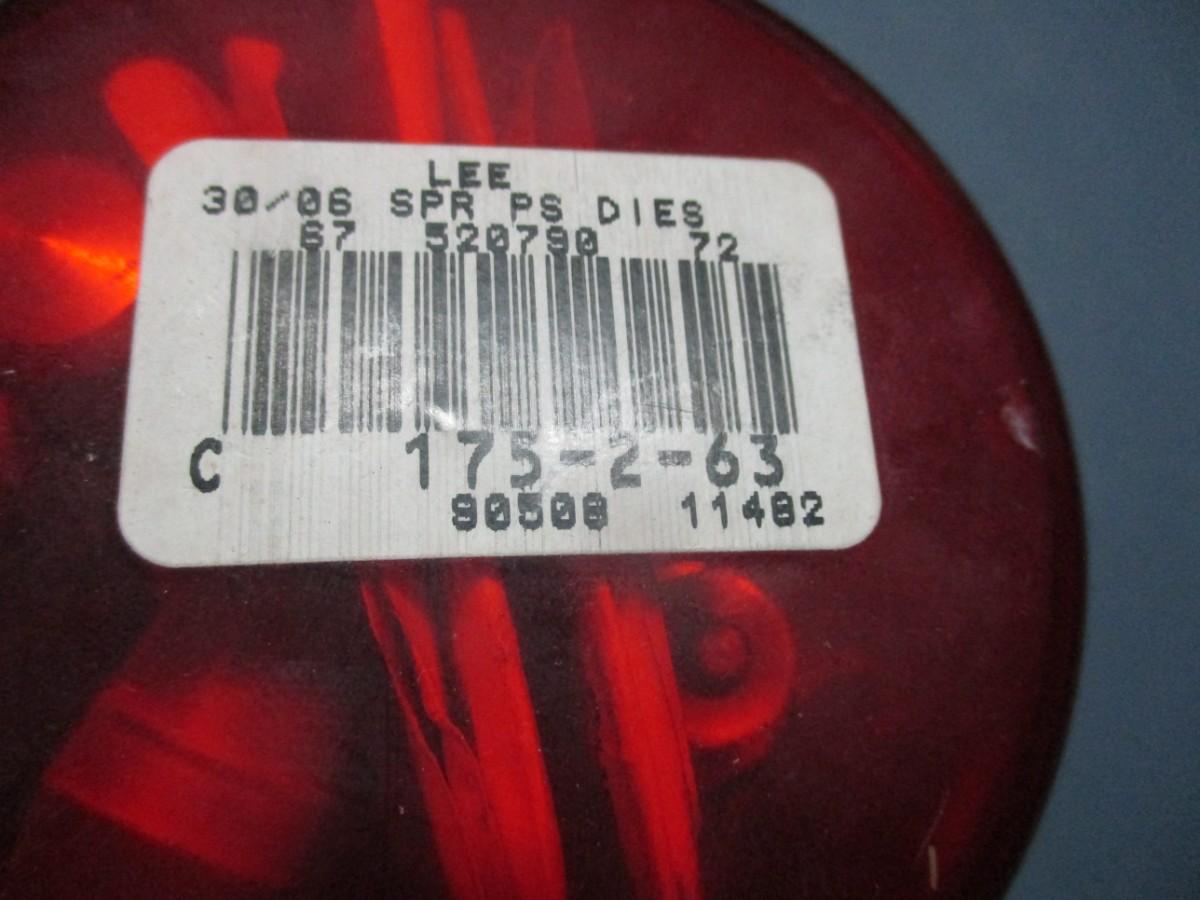 LEE
30/06 SPR PS DIES
67 520790 72
C 175-2-63
90508 11482